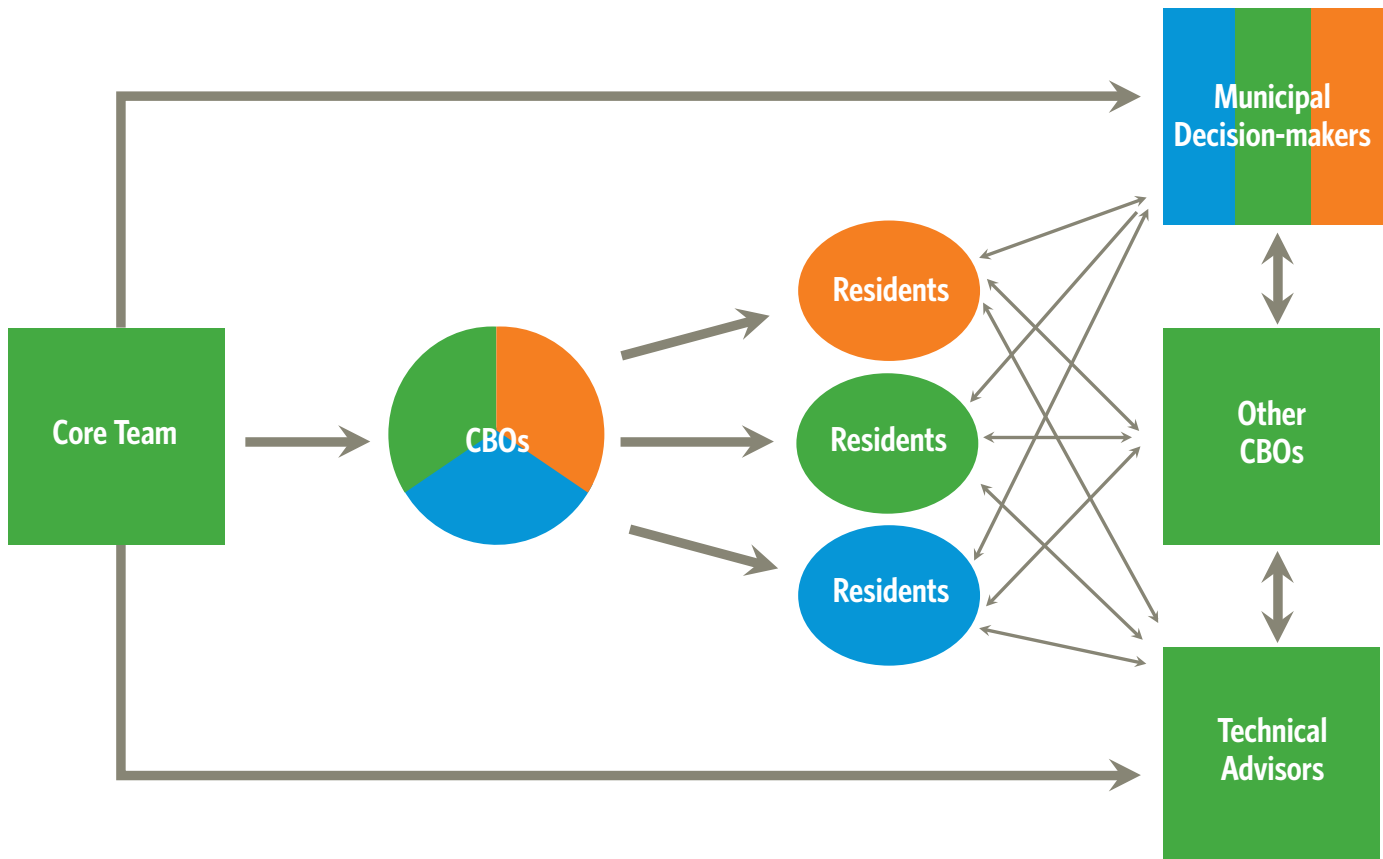 Municipal
Decision-makers
Residents
Core Team
CBOs
Residents
Other
CBOs
Residents
Technical
Advisors